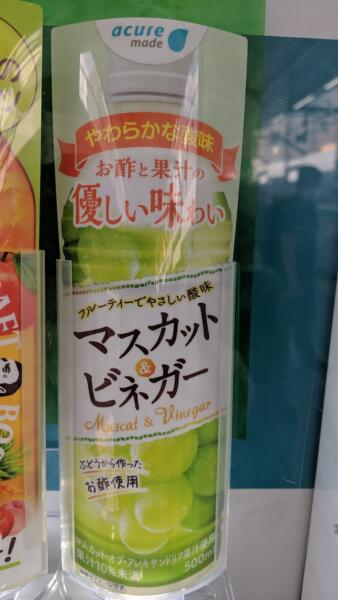 acure
made
やわらかな酸味
お酢と果汁の
優しい味わい
フルーティーでやさしい酸味
マスカット
&
ビネガー
Muscat & Vinegar
ぶどうから作った
お酢使用
マスカット・オブ・アレキサンドリア果汁使用
果汁10%未満
500ml